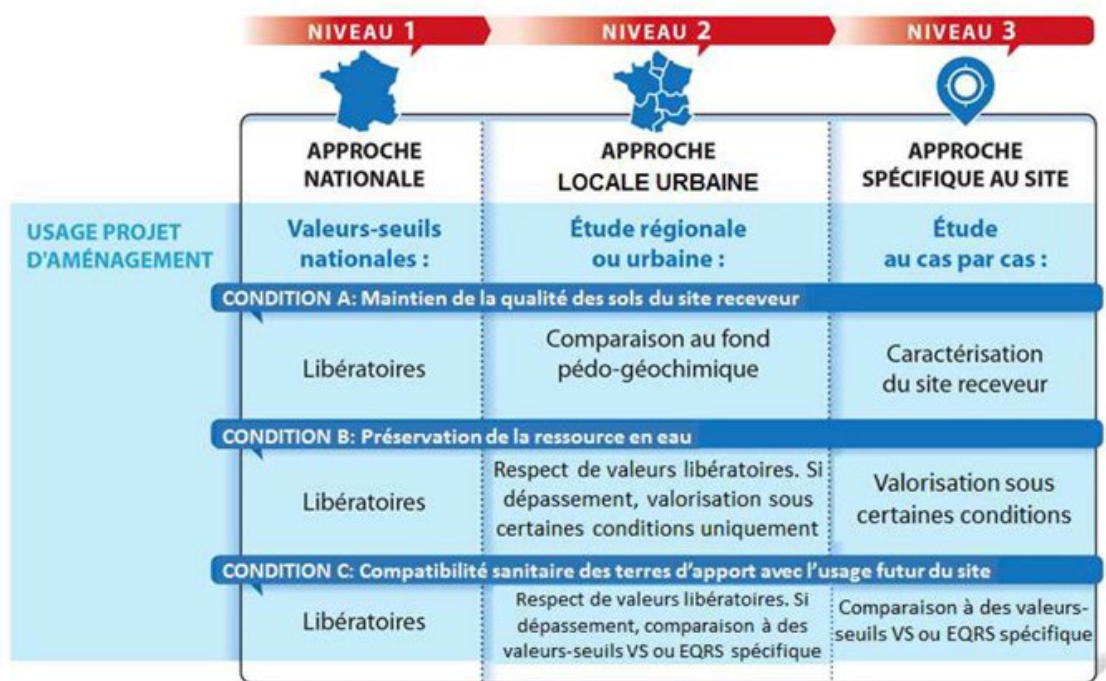 NIVEAU 1
NIVEAU 2
NIVEAU 3
APPROCHE
NATIONALE
APPROCHE
LOCALE URBAINE
APPROCHE
SPÉCIFIQUE AU SITE
USAGE PROJET
D'AMÉNAGEMENT
Valeurs-seuils
nationales :
Étude régionale
ou urbaine :
Étude
au cas par cas :
CONDITION A: Maintien de la qualité des sols du site receveur
Libératoires
Comparaison au fond
pédo-géochimique
Caractérisation
du site receveur
CONDITION B: Préservation de la ressource en eau
Libératoires
Respect de valeurs libératoires. Si
dépassement, valorisation sous
certaines conditions uniquement
Valorisation sous
certaines conditions
CONDITION C: Compatibilité sanitaire des terres d'apport avec l'usage futur du site
Libératoires
Respect de valeurs libératoires. Si
dépassement, comparaison à des
valeurs-seuils VS ou EQRS spécifique
Comparaison à des valeurs-
seuils VS ou EQRS spécifique